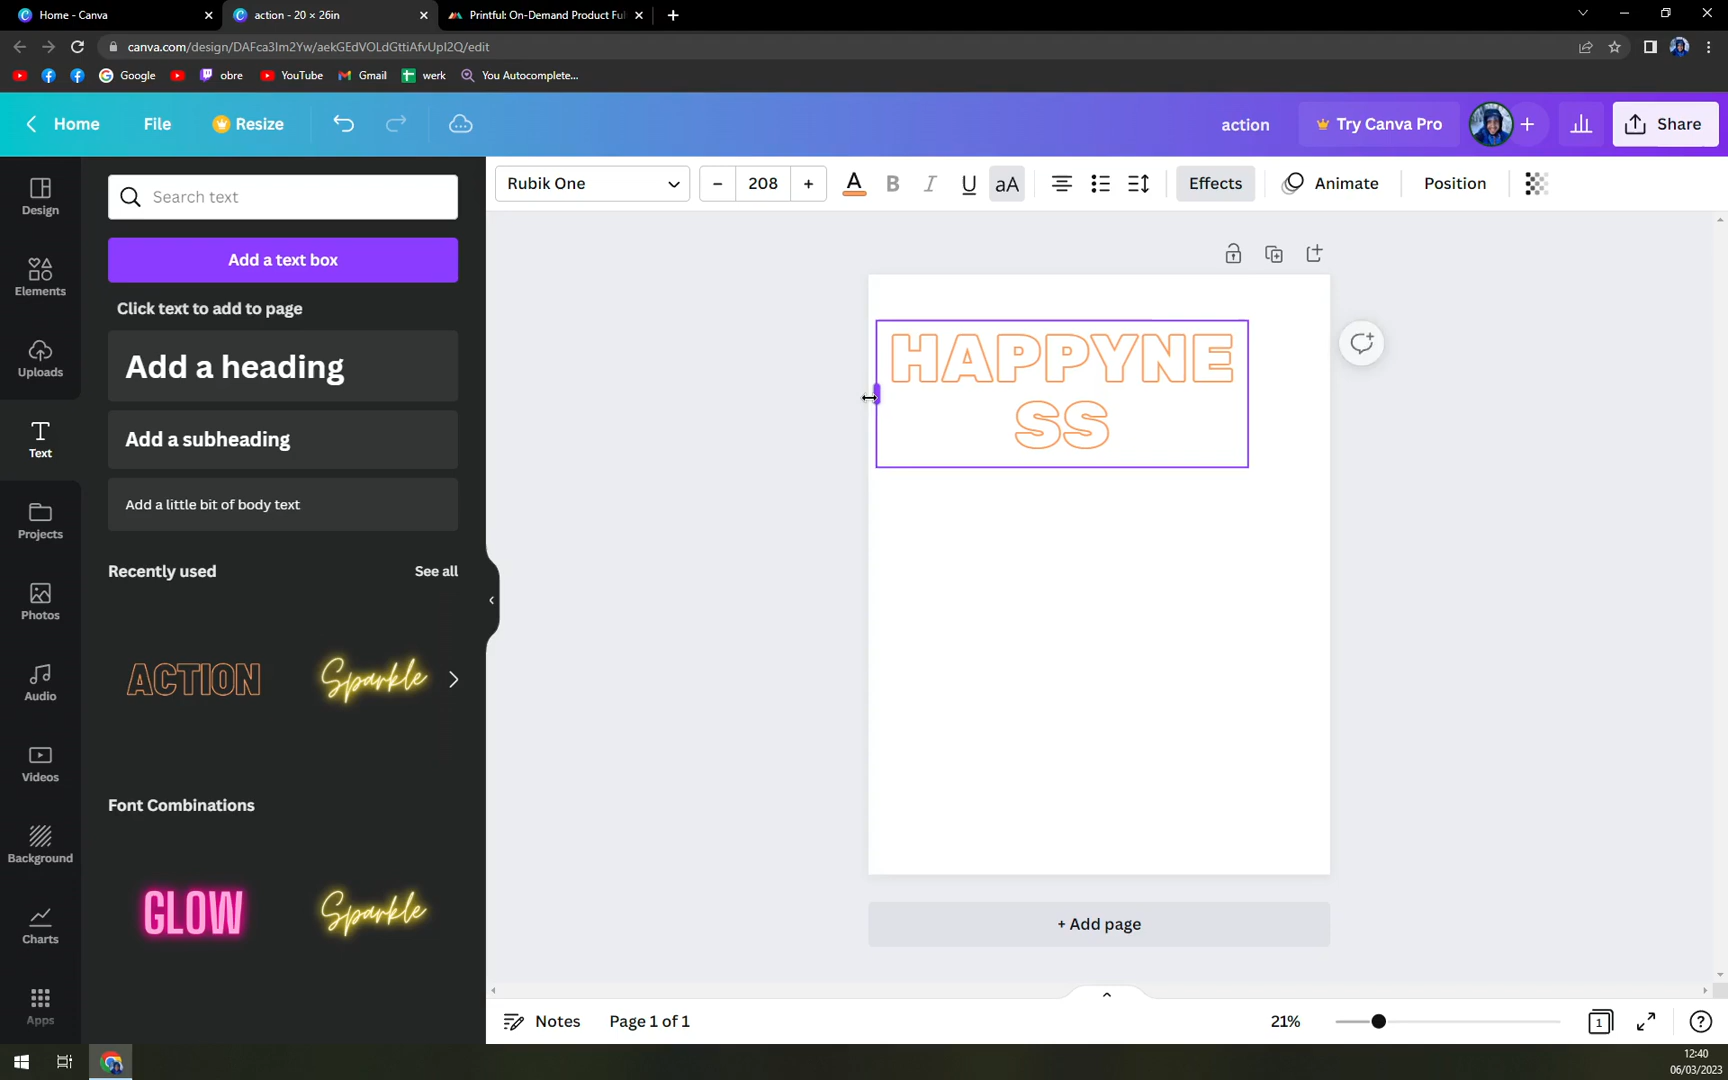 Home - Canva
action - 20 × 26in
Printful: On-Demand Product Ful
canva.com/design/DAFca3Im2Yw/aekGEdVOLdGttiAfvUpI2Q/edit
Google
obre
YouTube
Gmail
werk
You Autocomplete...
Home
File
Resize
action
Try Canva Pro
Share
Rubik One
208
A
B
I
U
aA
Effects
Animate
Position
Design
Elements
Uploads
Text
Projects
Photos
Audio
Videos
Background
Charts
Apps
Search text
Add a text box
Click text to add to page
Add a heading
Add a subheading
Add a little bit of body text
Recently used
See all
ACTION
Sparkle
Font Combinations
GLOW
Sparkle
HAPPYNE
SS
+ Add page
Notes
Page 1 of 1
21%
1
12:40
06/03/2023